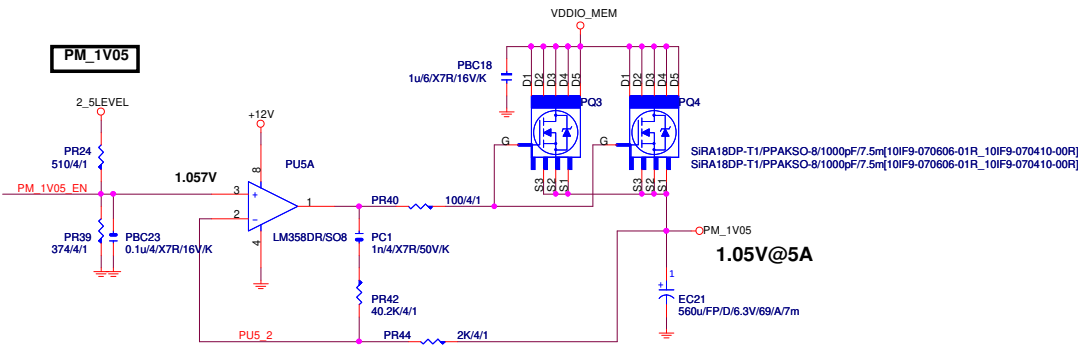 VDDIO_MEM
PM_1V05
PBC18
1u/6/X7R/16V/K
D1
D2
D3
D4
D5
D1
D2
D3
D4
D5
2_5LEVEL
+12V
PQ3
PQ4
PR24
510/4/1
PU5A
G
G
SiRA18DP-T1/PPAKSO-8/1000pF/7.5m[10IF9-070606-01R_10IF9-070410-00R]
SiRA18DP-T1/PPAKSO-8/1000pF/7.5m[10IF9-070606-01R_10IF9-070410-00R]
8
1.057V
S3
S2
S1
S3
S2
S1
PM_1V05_EN
3
+
1
PR40
100/4/1
2
-
PR39
374/4/1
PBC23
0.1u/4/X7R/16V/K
4
LM358DR/SO8
PC1
1n/4/X7R/50V/K
PM_1V05
1.05V@5A
1
+
PR42
40.2K/4/1
EC21
560u/FP/D/6.3V/69/A/7m
PU5_2
PR44
2K/4/1